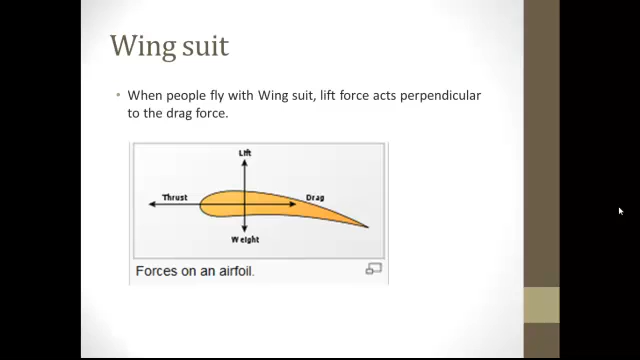 Wing suit
• When people fly with Wing suit, lift force acts perpendicular
to the drag force.
Lift
Thrust
Drag
Weight
Forces on an airfoil.